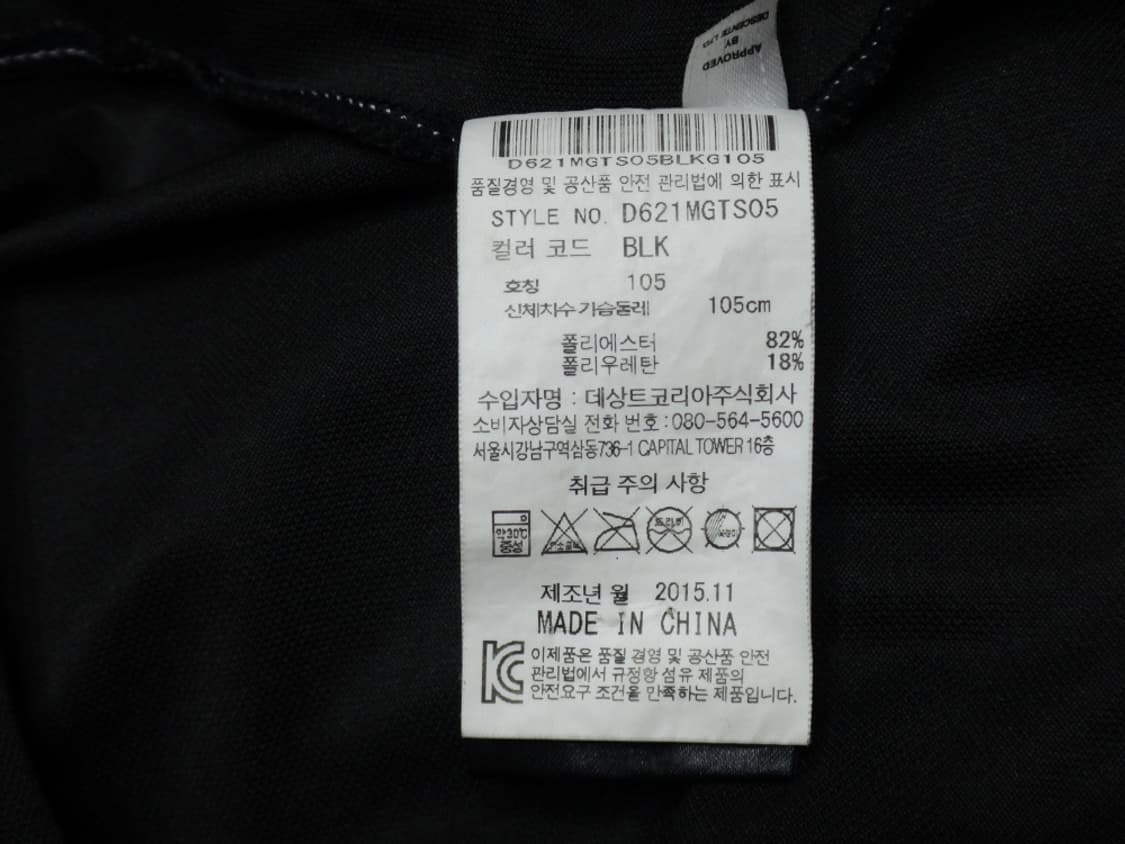 APPROVED
BY
DESCENTE LTD.
D621MGTS05BLKG105
품질경영 및 공산품 안전 관리법에 의한 표시
STYLE NO. D621MGTS05
컬러 코드 BLK
호칭 105
신체치수 가슴둘레 105cm
폴리에스터 82%
폴리우레탄 18%
수입자명 : 데상트코리아주식회사
소비자상담실 전화 번호:080-564-5600
서울시강남구역삼동736-1 CAPITAL TOWER 16층
취급 주의 사항
약30℃
중성
드라이
제조년 월 2015.11
MADE IN CHINA
이제품은 품질 경영 및 공산품 안전
관리법에서 규정항 섬유 제품의
안전요구 조건올 만족하는 제품입니다.